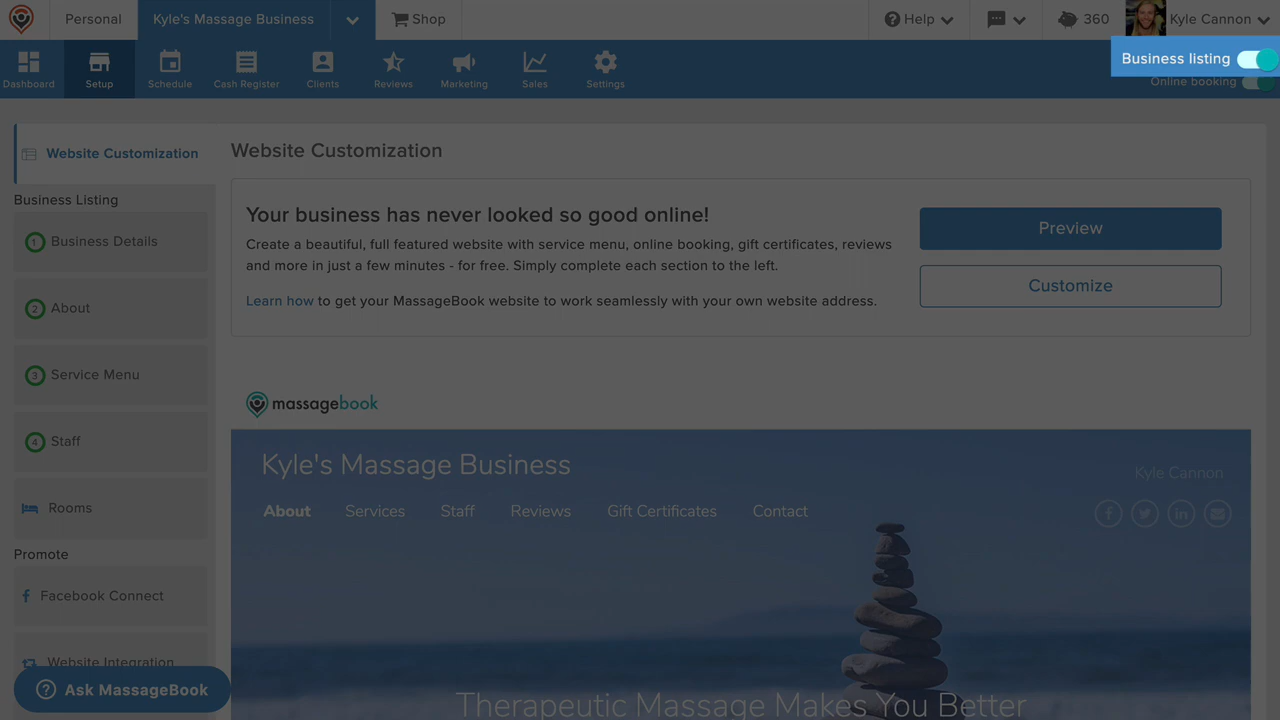 Personal
Kyle's Massage Business
Shop
Help
360
Kyle Cannon
Dashboard
Setup
Schedule
Cash Register
Clients
Reviews
Marketing
Sales
Settings
Business listing
Online booking
Website Customization
Business Listing
1 Business Details
2 About
3 Service Menu
4 Staff
Rooms
Promote
Facebook Connect
Website Integration
Ask MassageBook
Website Customization
Your business has never looked so good online!
Create a beautiful, full featured website with service menu, online booking, gift certificates, reviews
and more in just a few minutes - for free. Simply complete each section to the left.
Learn how to get your MassageBook website to work seamlessly with your own website address.
Preview
Customize
massagebook
Kyle's Massage Business
Kyle Cannon
About Services Staff Reviews Gift Certificates Contact
Therapeutic Massage Makes You Better